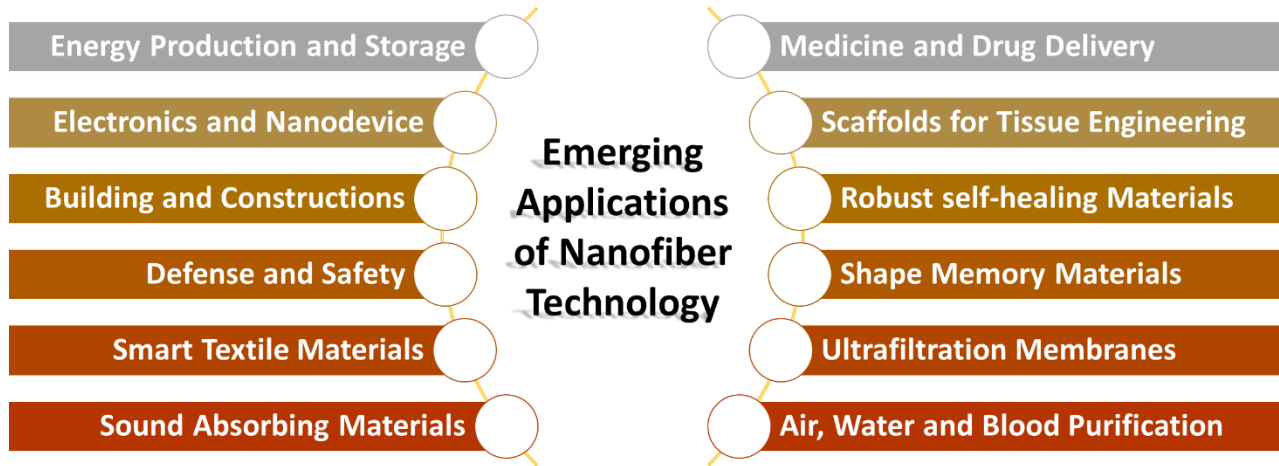 Energy Production and Storage
Electronics and Nanodevice
Building and Constructions
Defense and Safety
Smart Textile Materials
Sound Absorbing Materials
Emerging
Applications
of Nanofiber
Technology
Medicine and Drug Delivery
Scaffolds for Tissue Engineering
Robust self-healing Materials
Shape Memory Materials
Ultrafiltration Membranes
Air, Water and Blood Purification